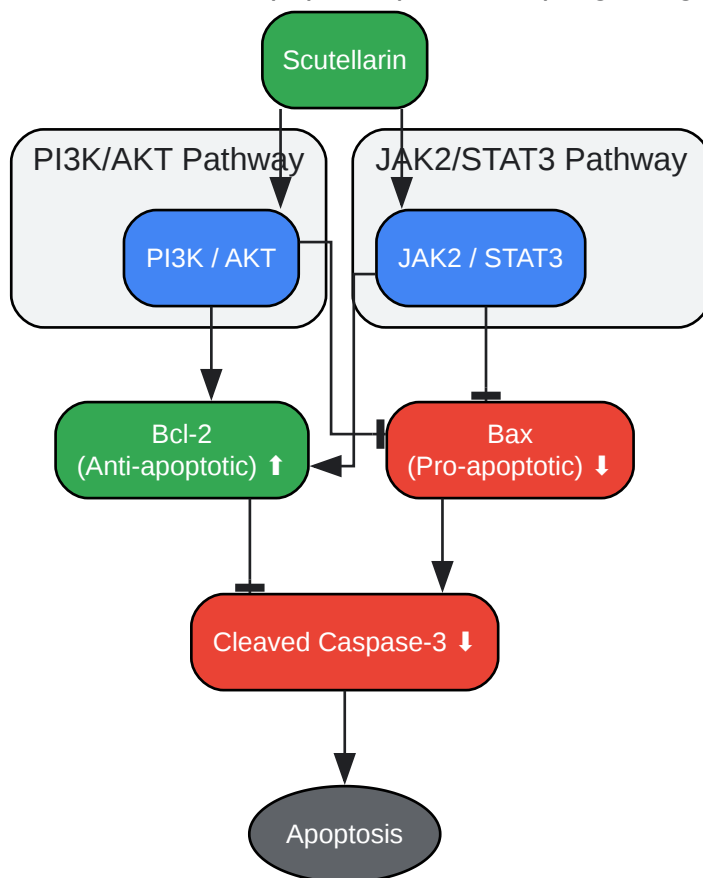 Scutellarin
PI3K/AKT Pathway
JAK2/STAT3 Pathway
PI3K / AKT
JAK2 / STAT3
Bcl-2
(Anti-apoptotic) ⬆
Bax
(Pro-apoptotic) ⬇
Cleaved Caspase-3 ⬇
Apoptosis